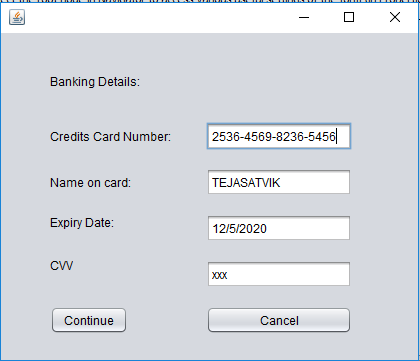 Banking Details:
Credits Card Number: 2536-4569-8236-5456
Name on card: TEJASATVIK
Expiry Date: 12/5/2020
CVV xxx
Continue Cancel